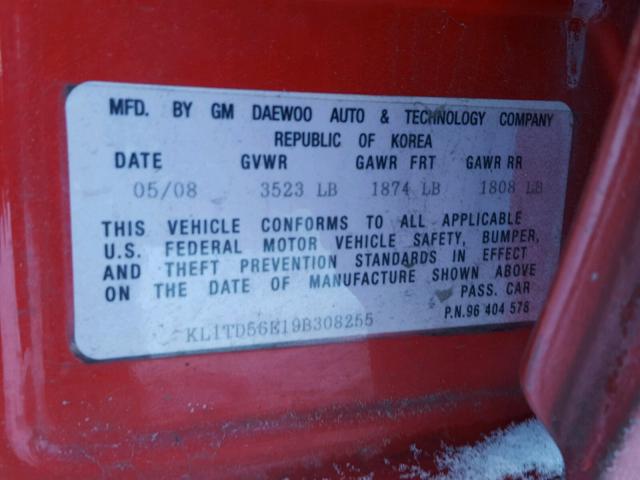 MFD. BY GM DAEWOO AUTO & TECHNOLOGY COMPANY
REPUBLIC OF KOREA
DATE GVWR GAWR FRT GAWR RR
05/08 3523 LB 1874 LB 1808 LB
THIS VEHICLE CONFORMS TO ALL APPLICABLE
U.S. FEDERAL MOTOR VEHICLE SAFETY, BUMPER,
AND THEFT PREVENTION STANDARDS IN EFFECT
ON THE DATE OF MANUFACTURE SHOWN ABOVE
PASS. CAR
KL1TD56E19B308255
P.N.96 404 578